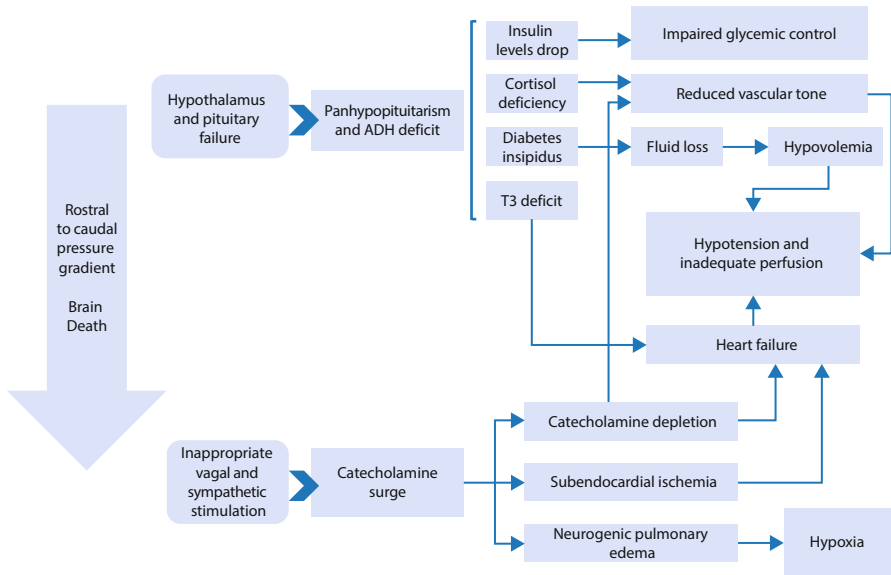 Rostral
to caudal
pressure
gradient
Brain
Death
Hypothalamus
and pituitary
failure
Panhypopituitarism
and ADH deficit
Insulin
levels drop
Impaired glycemic control
Cortisol
deficiency
Reduced vascular tone
Diabetes
insipidus
Fluid loss
Hypovolemia
T3 deficit
Hypotension and
inadequate perfusion
Heart failure
Inappropriate
vagal and
sympathetic
stimulation
Catecholamine
surge
Catecholamine depletion
Subendocardial ischemia
Neurogenic pulmonary
edema
Hypoxia